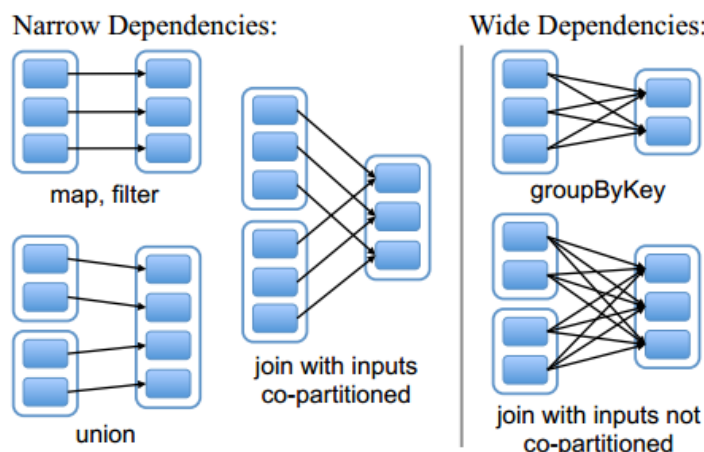 Narrow Dependencies:
map, filter
union
join with inputs
co-partitioned
Wide Dependencies:
groupByKey
join with inputs not
co-partitioned